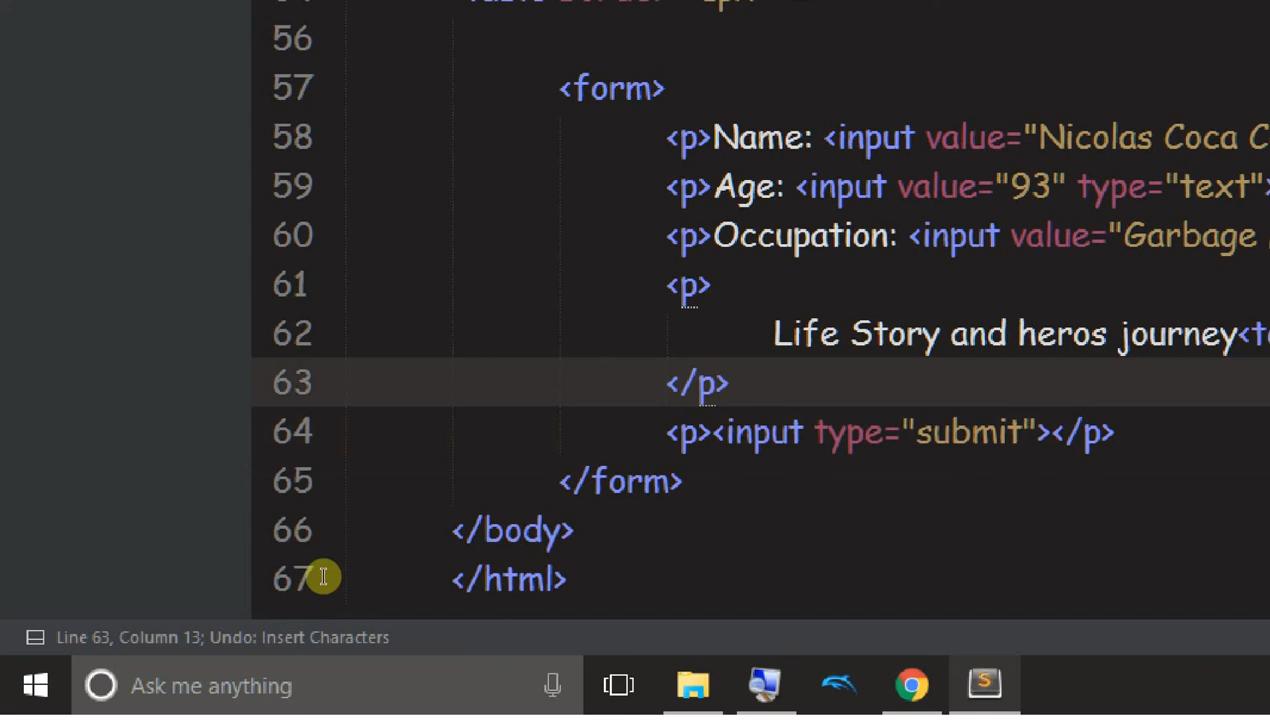 56
57 <form>
58 <p>Name: <input value="Nicolas Coca
59 <p>Age: <input value="93" type="text">
60 <p>Occupation: <input value="Garbage
61 <p>
62 Life Story and heros journey<t
63 </p>
64 <p><input type="submit"></p>
65 </form>
66 </body>
67 </html>
Line 63, Column 13; Undo: Insert Characters
Ask me anything
S